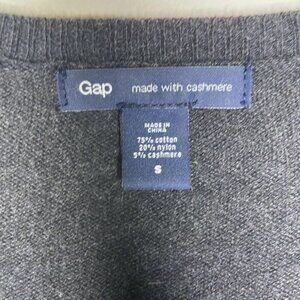 Gap made with cashmere
MADE IN
CHINA
75% cotton
20% nylon
5% cashmere
S